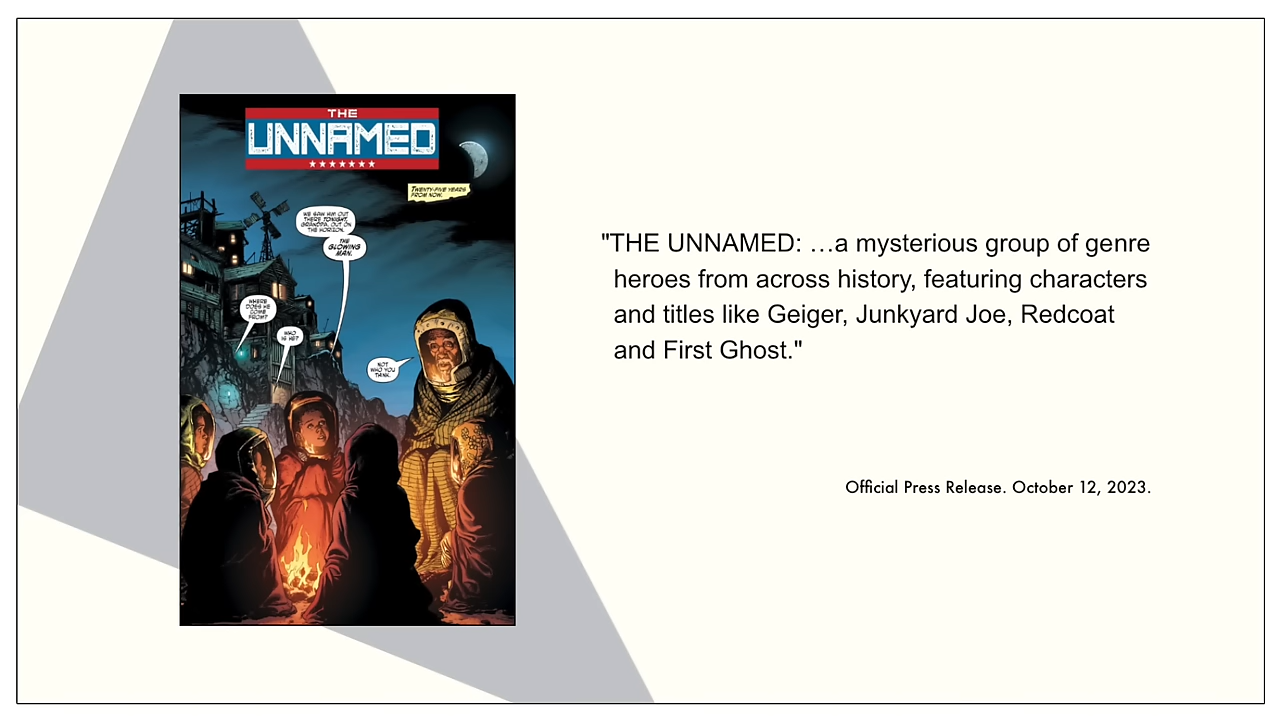 THE
UNNAMED
TWENTY-FIVE YEARS
FROM NOW.
WE SAW HIM OUT
THERE TONIGHT,
GRANDPA. OUT ON
THE HORIZON.
THE
GLOWING
MAN.
WHERE
DOES HE
COME
FROM?
WHO
IS HE?
NOT
WHO YOU
THINK.
"THE UNNAMED: …a mysterious group of genre
heroes from across history, featuring characters
and titles like Geiger, Junkyard Joe, Redcoat
and First Ghost."
Official Press Release. October 12, 2023.